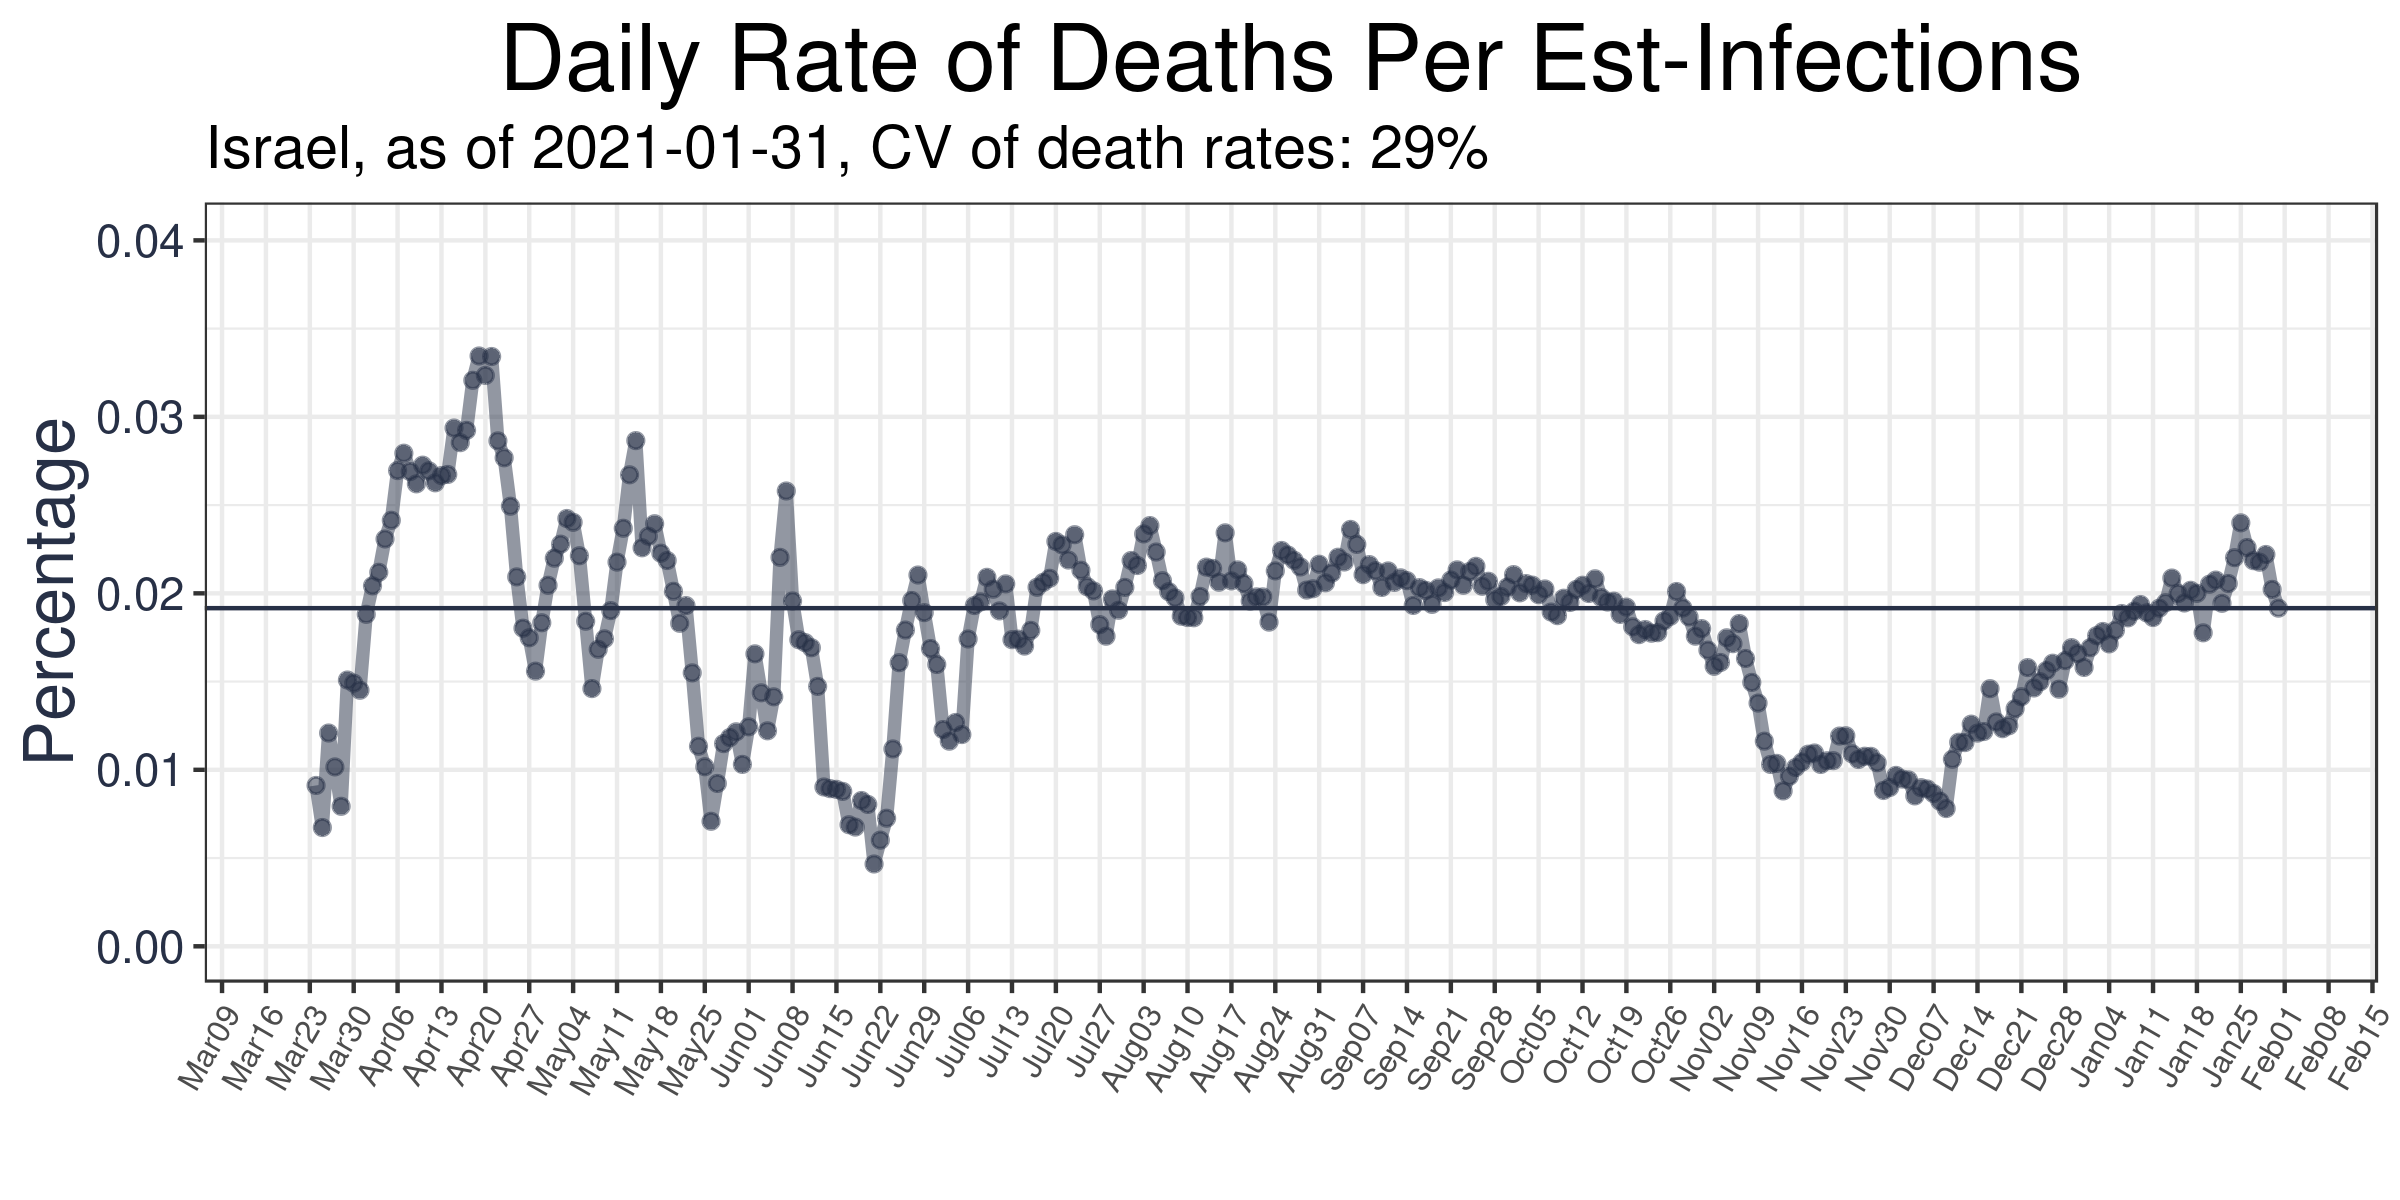 Daily Rate of Deaths Per Est-Infections
Israel, as of 2021-01-31, CV of death rates: 29%
Percentage
0.04
0.03
0.02
0.01
0.00
Mar09 Mar16 Mar23 Mar30 Apr06 Apr13 Apr20 Apr27 May04 May11 May18 May25 Jun01 Jun08 Jun15 Jun22 Jun29 Jul06 Jul13 Jul20 Jul27 Aug03 Aug10 Aug17 Aug24 Aug31 Sep07 Sep14 Sep21 Sep28 Oct05 Oct12 Oct19 Oct26 Nov02 Nov09 Nov16 Nov23 Nov30 Dec07 Dec14 Dec21 Dec28 Jan04 Jan11 Jan18 Jan25 Feb01 Feb08 Feb15